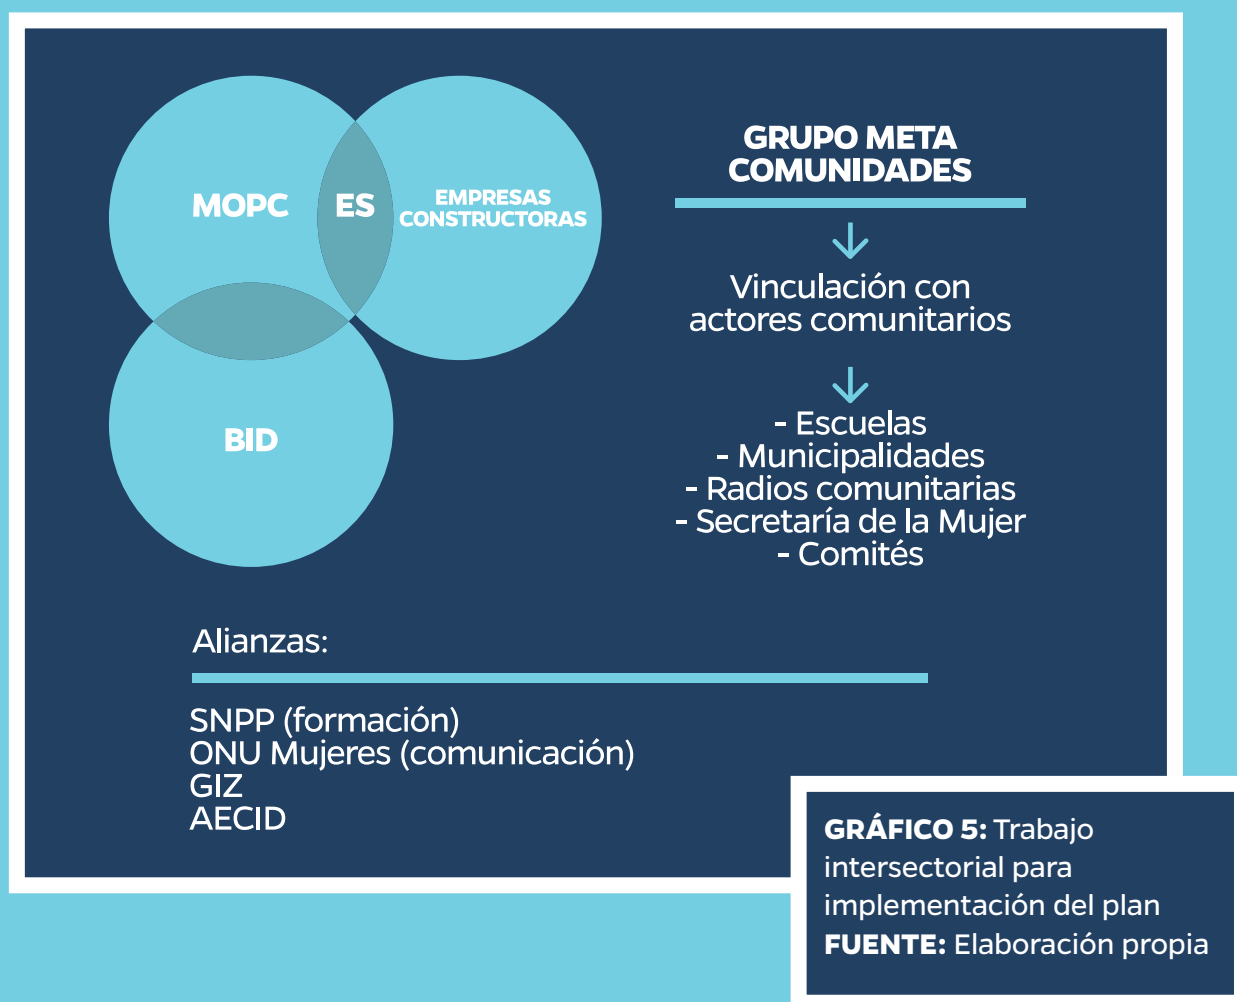 MOPC
ES
EMPRESAS
CONSTRUCTORAS
BID
GRUPO META
COMUNIDADES
Vinculación con
actores comunitarios
- Escuelas
- Municipalidades
- Radios comunitarias
- Secretaría de la Mujer
- Comités
Alianzas:
SNPP (formación)
ONU Mujeres (comunicación)
GIZ
AECID
GRÁFICO 5: Trabajo
intersectorial para
implementación del plan
FUENTE: Elaboración propia